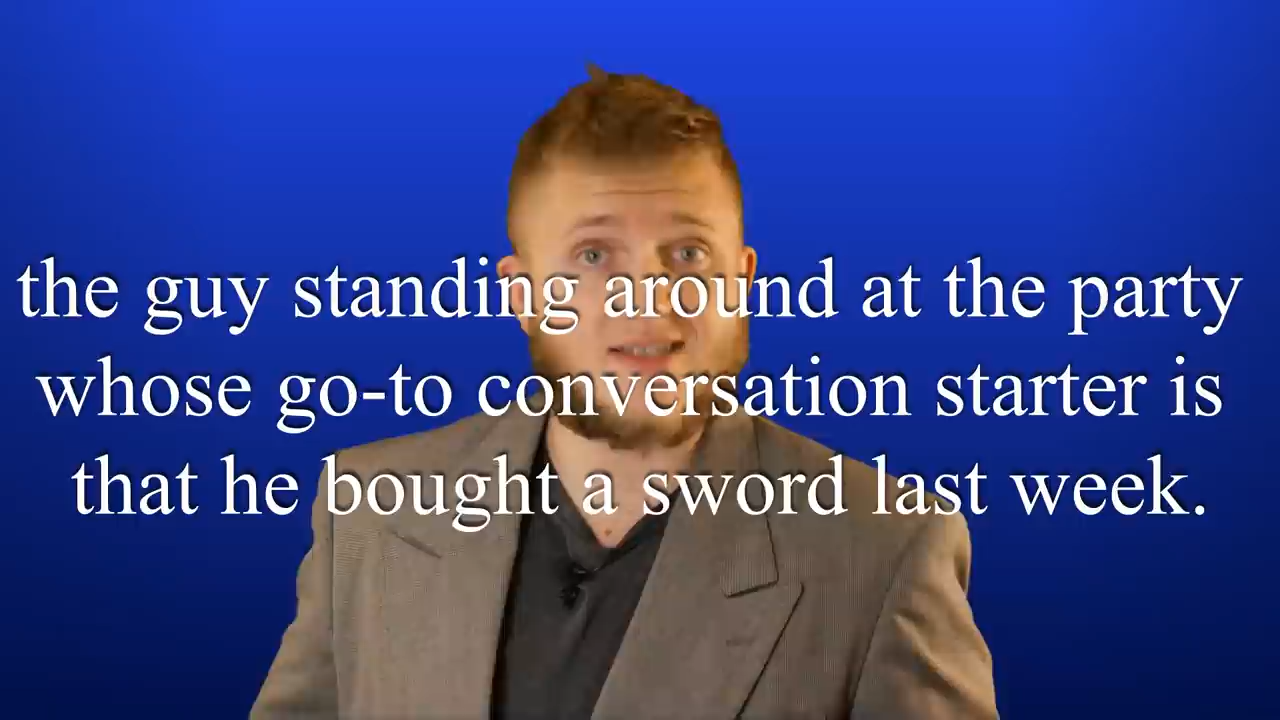 the guy standing around at the party
whose go-to conversation starter is
that he bought a sword last week.